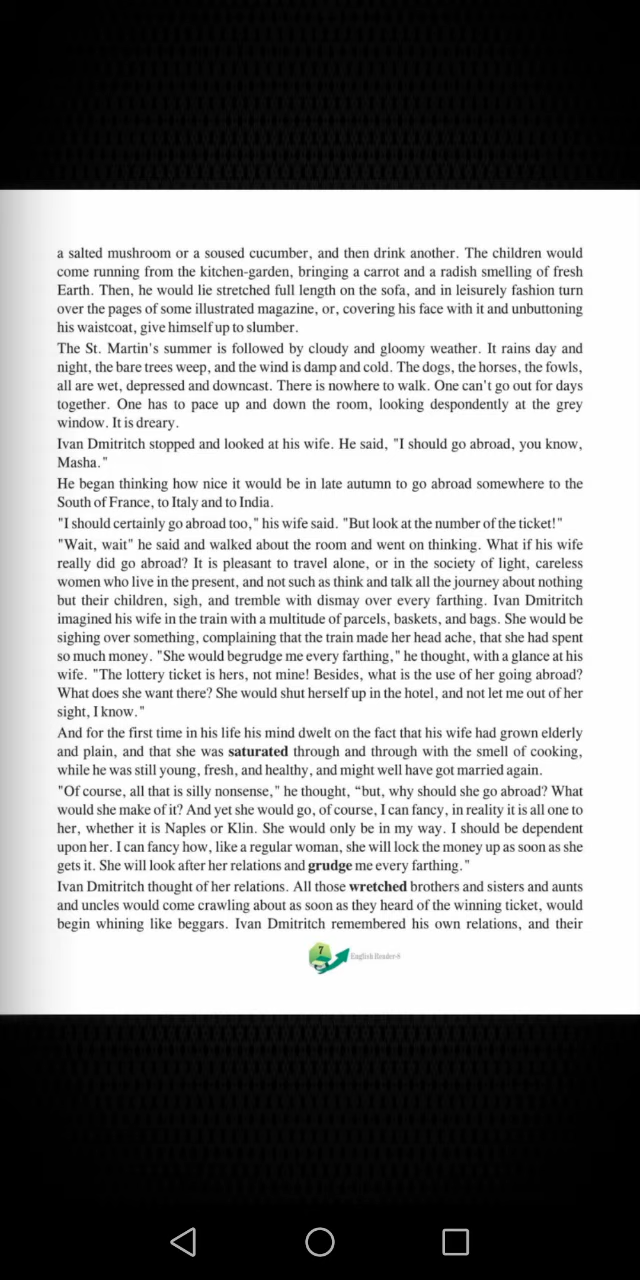 a salted mushroom or a soused cucumber, and then drink another. The children would
come running from the kitchen-garden, bringing a carrot and a radish smelling of fresh
Earth. Then, he would lie stretched full length on the sofa, and in leisurely fashion turn
over the pages of some illustrated magazine, or, covering his face with it and unbuttoning
his waistcoat, give himself up to slumber.
The St. Martin's summer is followed by cloudy and gloomy weather. It rains day and
night, the bare trees weep, and the wind is damp and cold. The dogs, the horses, the fowls,
all are wet, depressed and downcast. There is nowhere to walk. One can't go out for days
together. One has to pace up and down the room, looking despondently at the grey
window. It is dreary.
Ivan Dmitritch stopped and looked at his wife. He said, "I should go abroad, you know,
Masha."
He began thinking how nice it would be in late autumn to go abroad somewhere to the
South of France, to Italy and to India.
"I should certainly go abroad too," his wife said. "But look at the number of the ticket!"
"Wait, wait" he said and walked about the room and went on thinking. What if his wife
really did go abroad? It is pleasant to travel alone, or in the society of light, careless
women who live in the present, and not such as think and talk all the journey about nothing
but their children, sigh, and tremble with dismay over every farthing. Ivan Dmitritch
imagined his wife in the train with a multitude of parcels, baskets, and bags. She would be
sighing over something, complaining that the train made her head ache, that she had spent
so much money. "She would begrudge me every farthing," he thought, with a glance at his
wife. "The lottery ticket is hers, not mine! Besides, what is the use of her going abroad?
What does she want there? She would shut herself up in the hotel, and not let me out of her
sight, I know."
And for the first time in his life his mind dwelt on the fact that his wife had grown elderly
and plain, and that she was saturated through and through with the smell of cooking,
while he was still young, fresh, and healthy, and might well have got married again.
"Of course, all that is silly nonsense," he thought, “but, why should she go abroad? What
would she make of it? And yet she would go, of course, I can fancy, in reality it is all one to
her, whether it is Naples or Klin. She would only be in my way. I should be dependent
upon her. I can fancy how, like a regular woman, she will lock the money up as soon as she
gets it. She will look after her relations and grudge me every farthing."
Ivan Dmitritch thought of her relations. All those wretched brothers and sisters and aunts
and uncles would come crawling about as soon as they heard of the winning ticket, would
begin whining like beggars. Ivan Dmitritch remembered his own relations, and their
7
English Reader-8